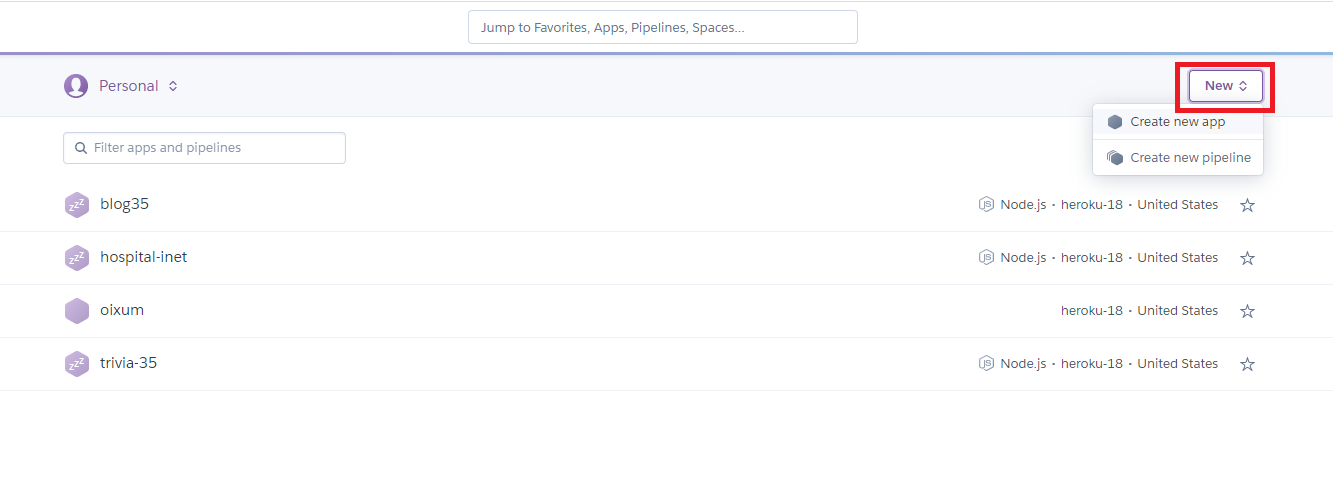 Jump to Favorites, Apps, Pipelines, Spaces...
Personal
New
Create new app
Create new pipeline
Filter apps and pipelines
blog35 Node.js • heroku-18 • United States
hospital-inet Node.js • heroku-18 • United States
oixum heroku-18 • United States
trivia-35 Node.js • heroku-18 • United States